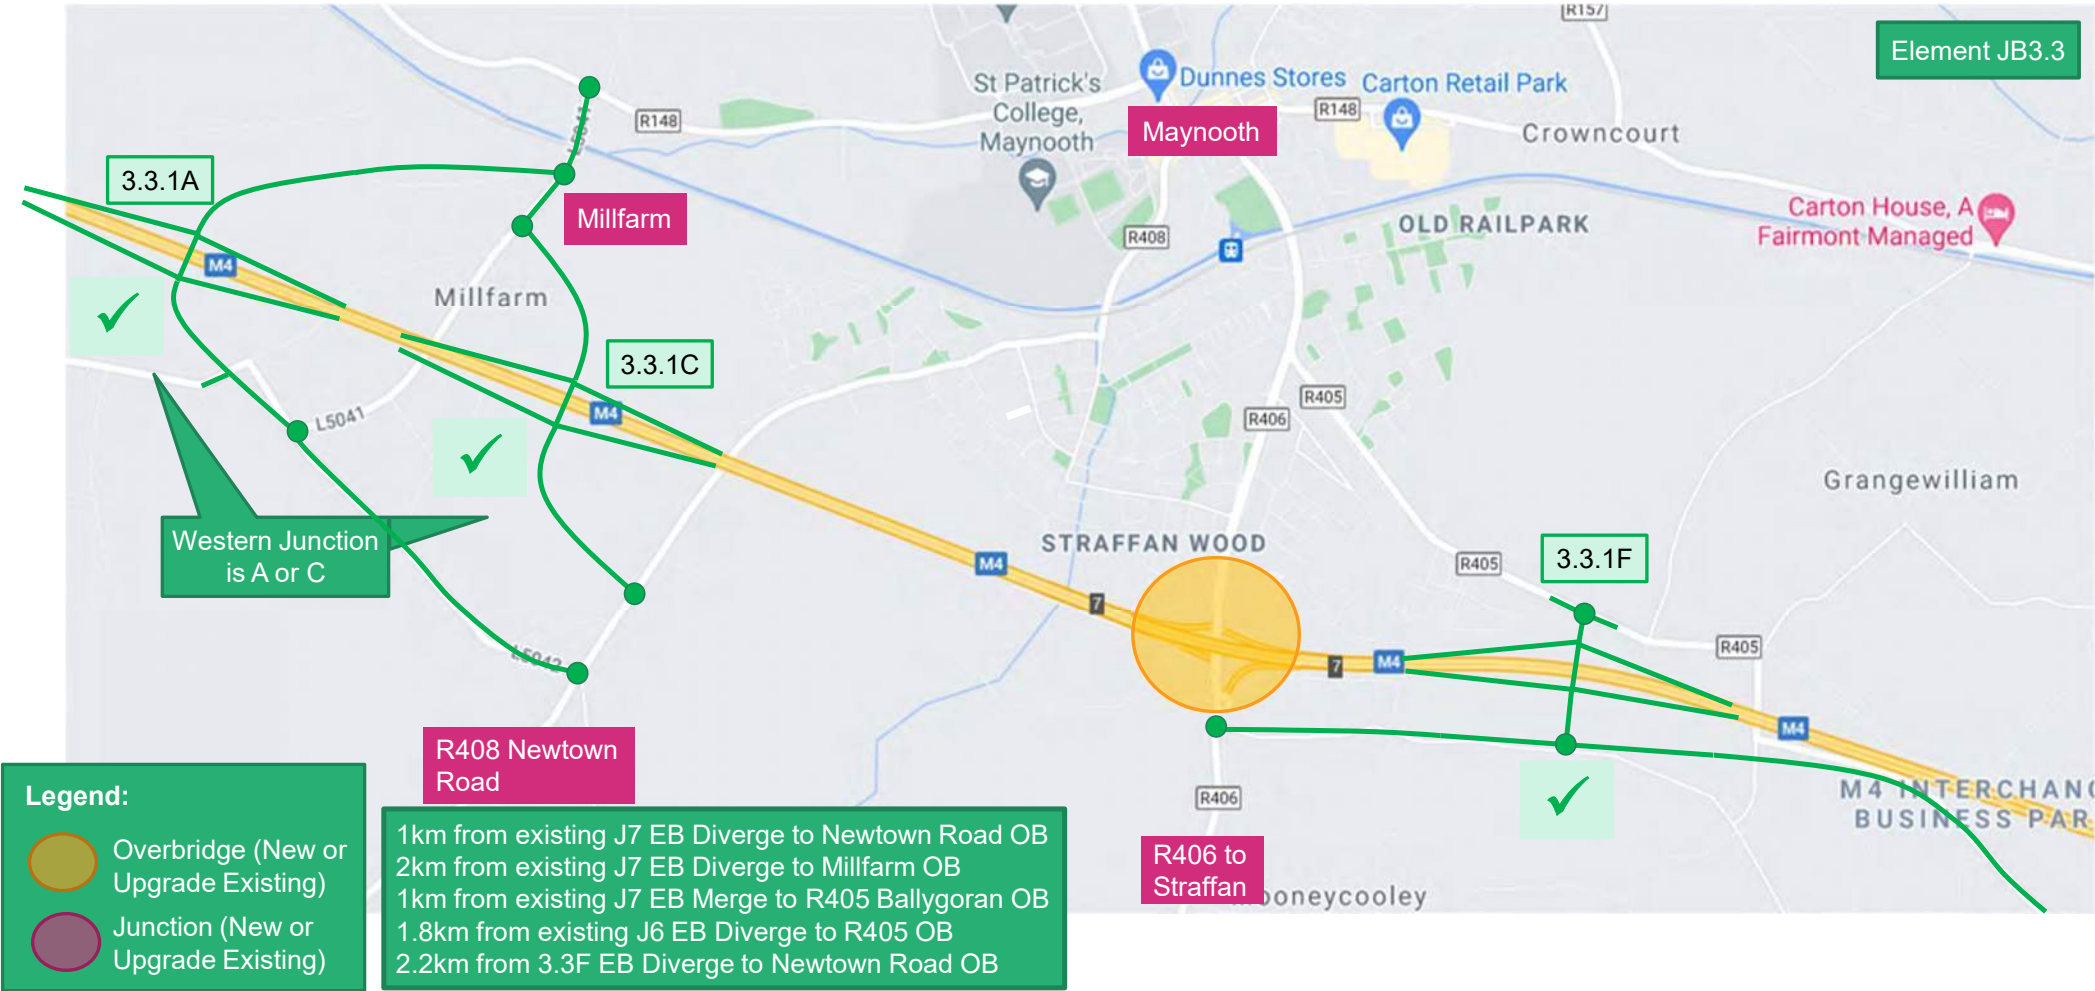 R157
Element JB3.3
St Patrick's
College,
Maynooth
Dunnes Stores
Carton Retail Park
R148
R148
Maynooth
Crowncourt
L5041
3.3.1A
Millfarm
Carton House, A
Fairmont Managed
OLD RAILPARK
R408
M4
Millfarm
3.3.1C
R405
R406
M4
L5041
Grangewilliam
Western Junction
is A or C
STRAFFAN WOOD
M4
3.3.1F
R405
7
R405
L5042
7
M4
M4
R408 Newtown
Road
R406
M4 INTERCHANG
BUSINESS PAR
R406 to
Straffan
ooneycooley
Legend:
Overbridge (New or
Upgrade Existing)
Junction (New or
Upgrade Existing)
1km from existing J7 EB Diverge to Newtown Road OB
2km from existing J7 EB Diverge to Millfarm OB
1km from existing J7 EB Merge to R405 Ballygoran OB
1.8km from existing J6 EB Diverge to R405 OB
2.2km from 3.3F EB Diverge to Newtown Road OB